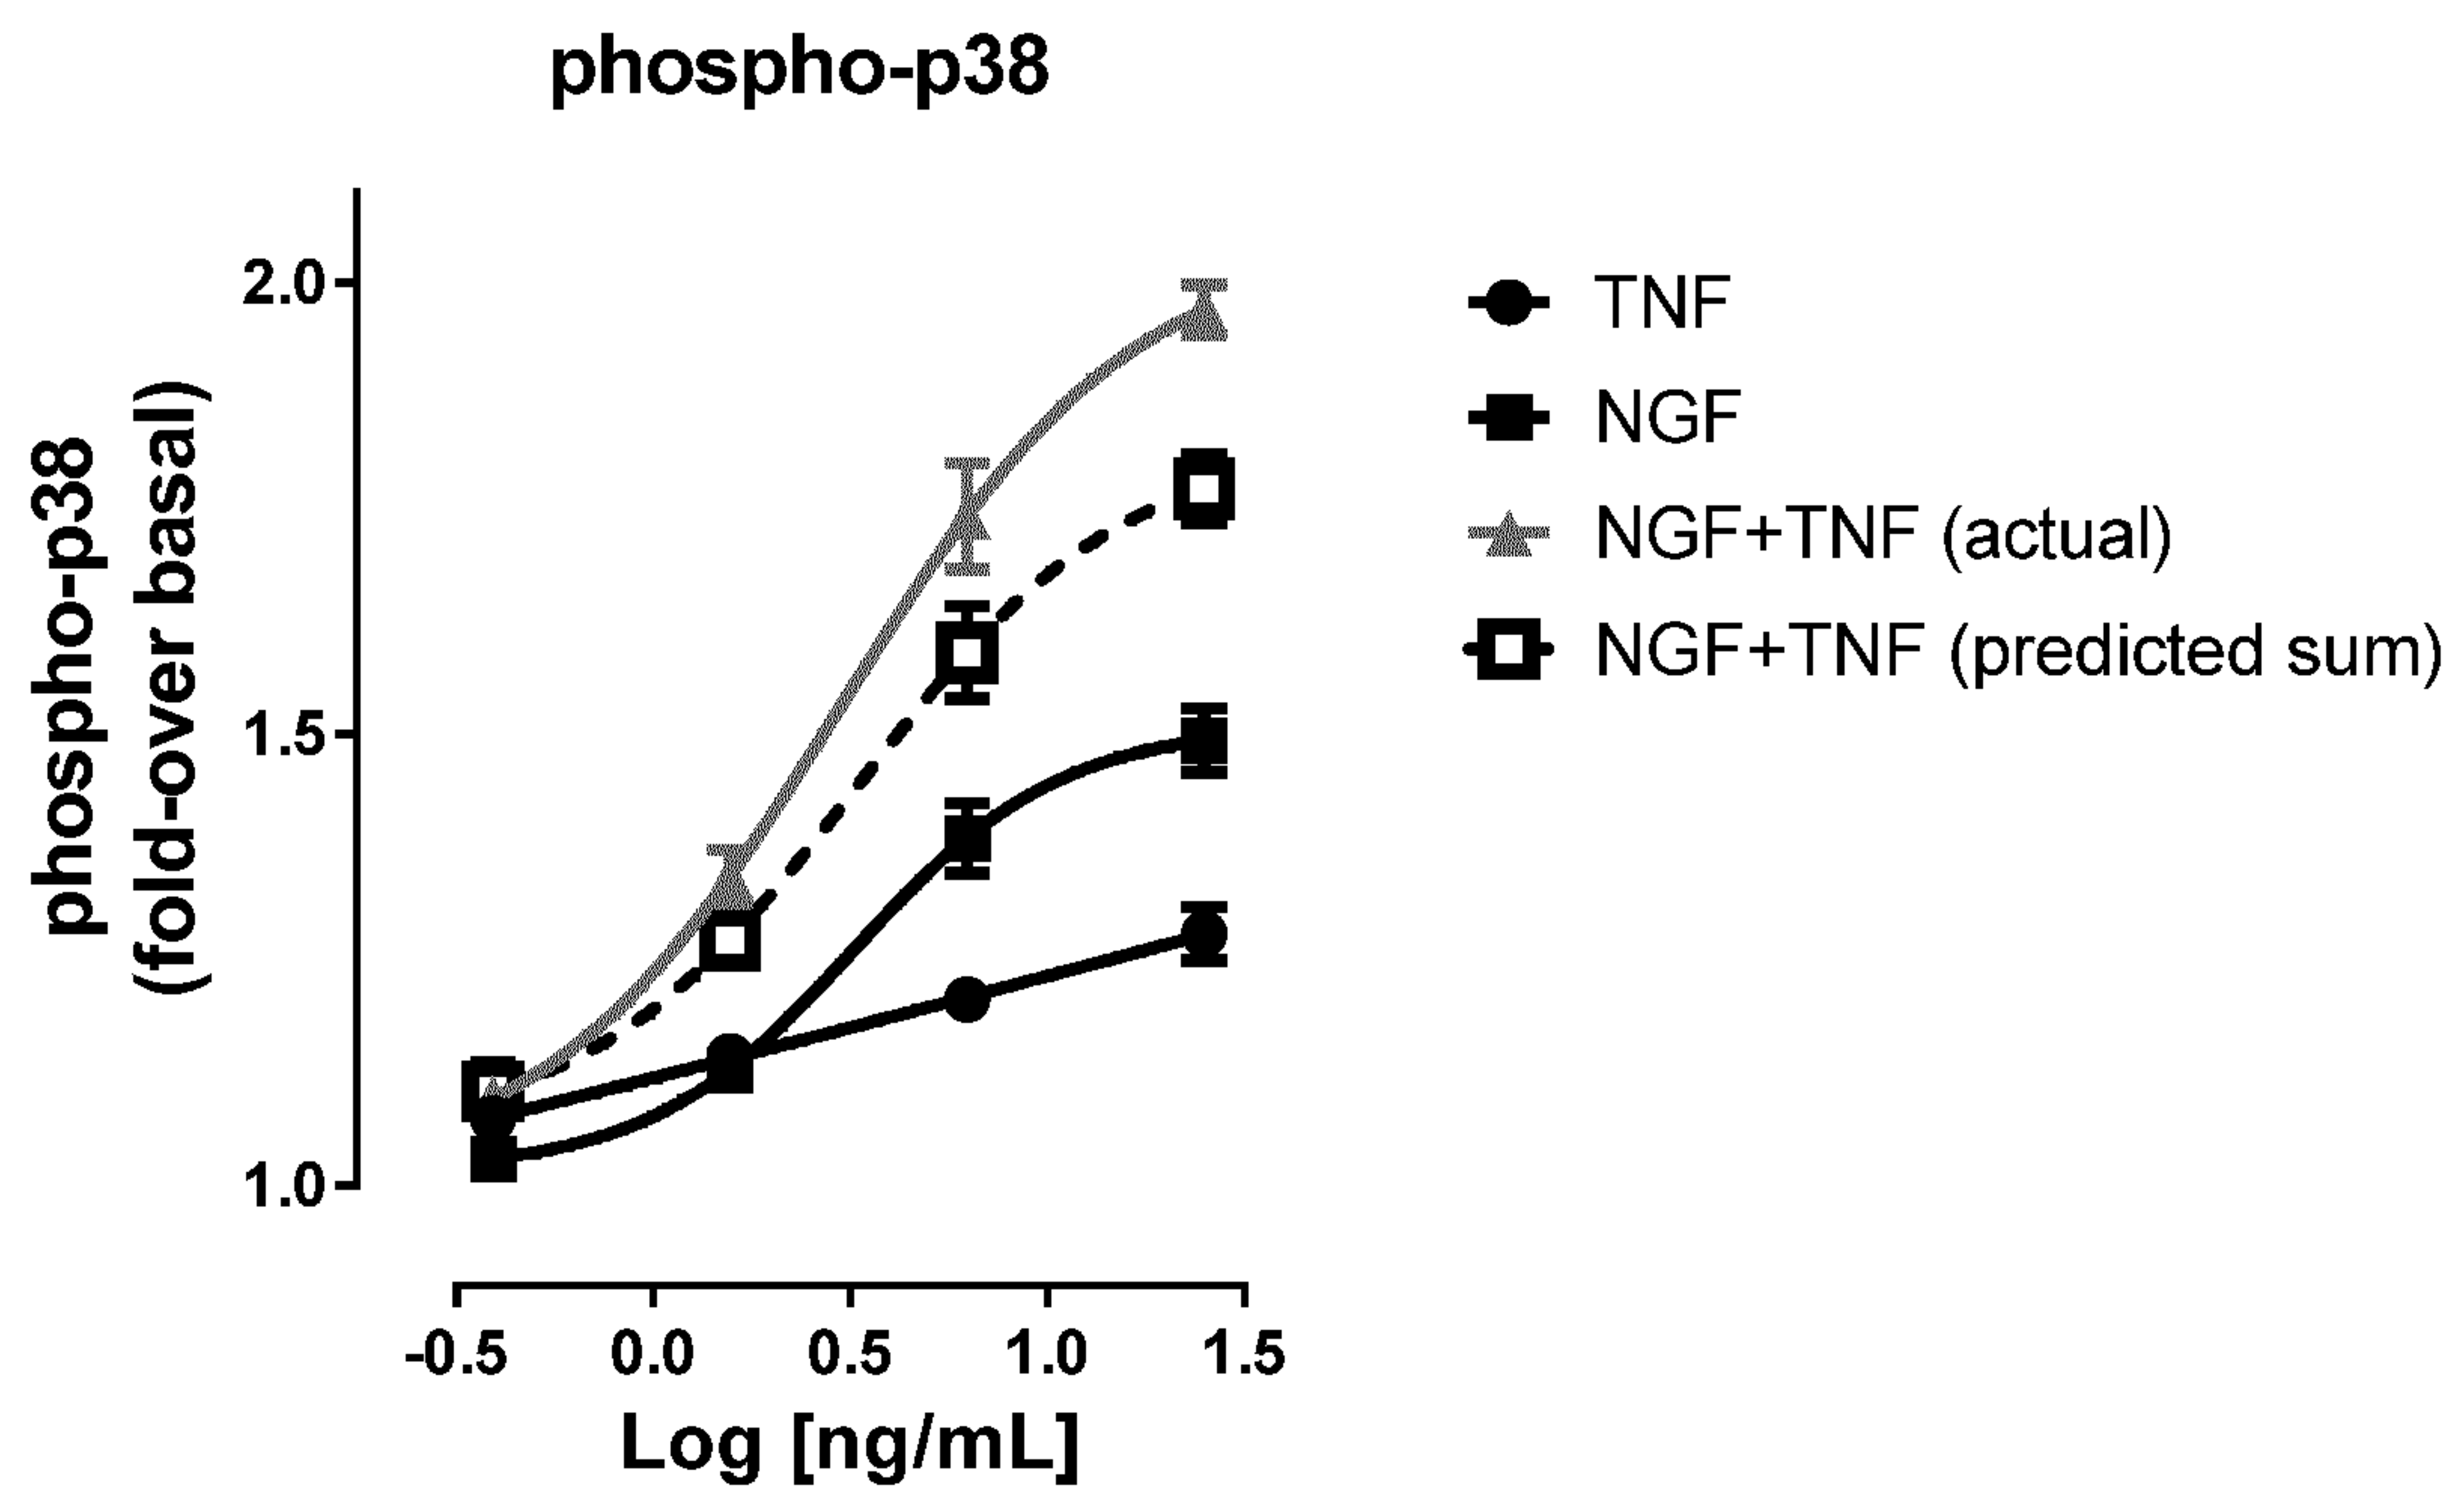 phospho-p38
phospho-p38
(fold-over basal)
2.0
1.5
1.0
-0.5 0.0 0.5 1.0 1.5
Log [ng/mL]
TNF
NGF
NGF+TNF (actual)
NGF+TNF (predicted sum)